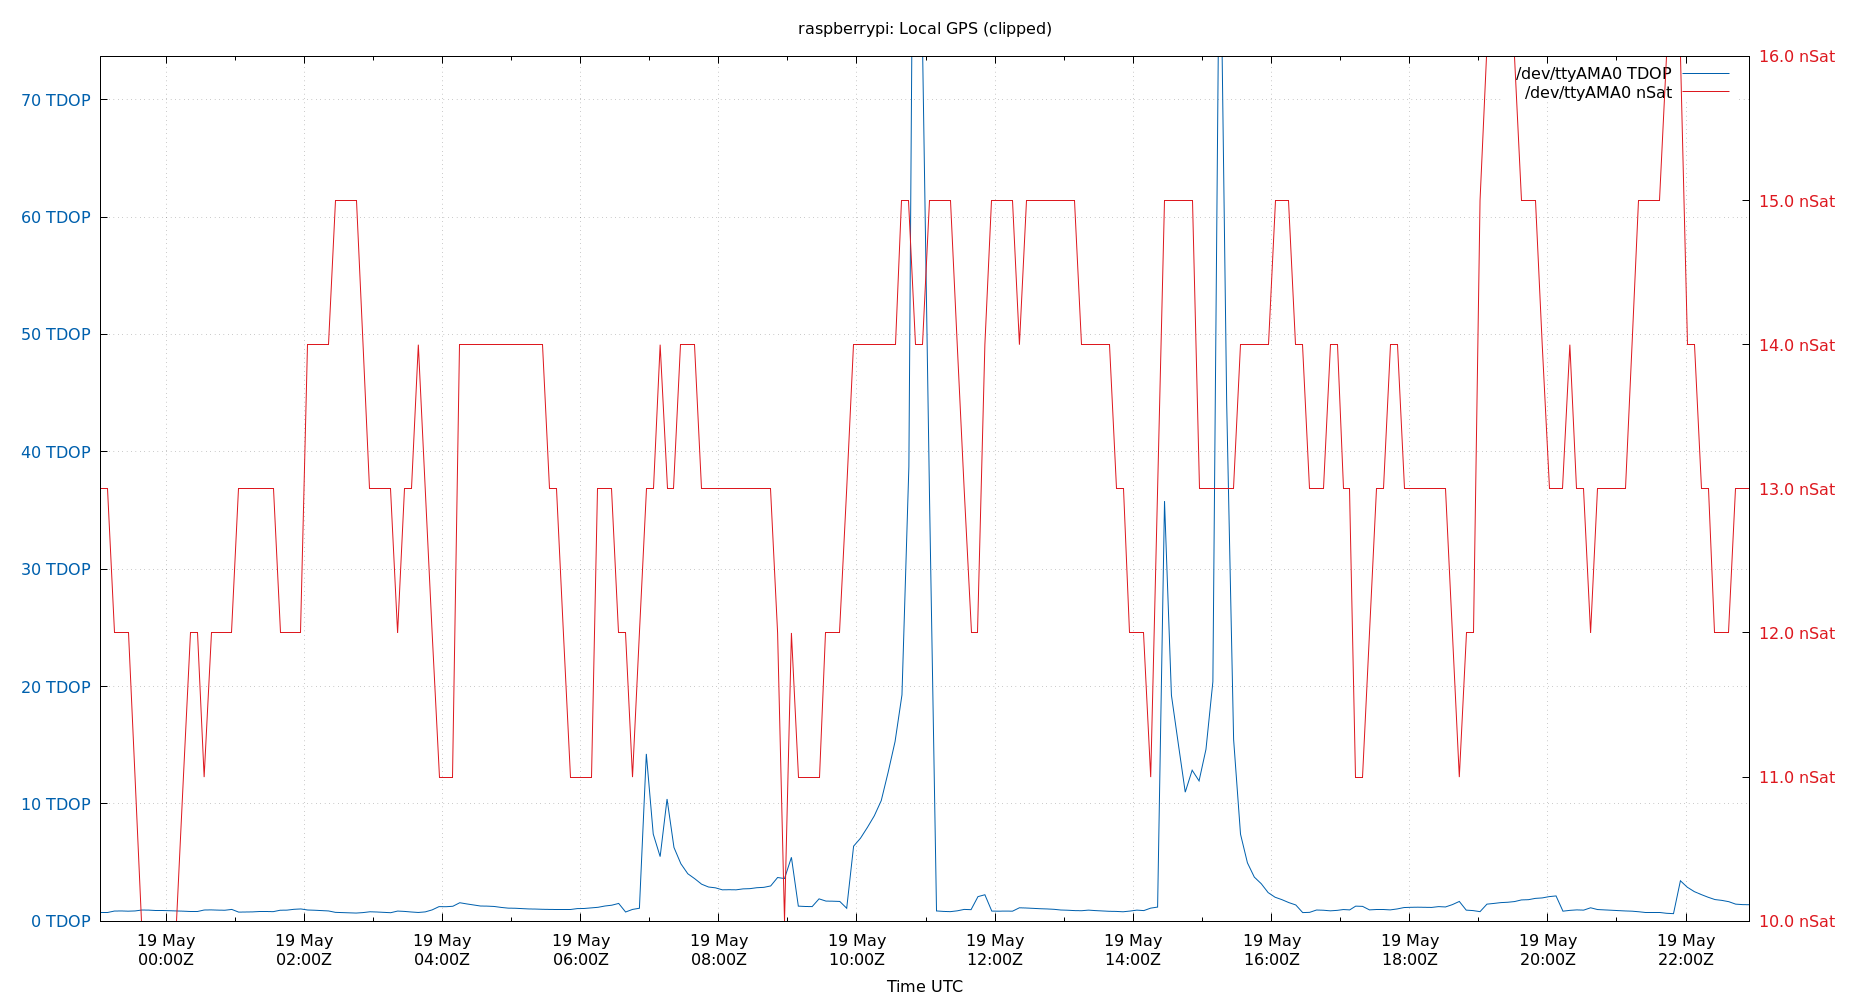 raspberrypi: Local GPS (clipped)
16.0 nSat
/dev/ttyAMA0 TDOP
/dev/ttyAMA0 nSat
70 TDOP
60 TDOP
15.0 nSat
50 TDOP
14.0 nSat
40 TDOP
13.0 nSat
30 TDOP
12.0 nSat
20 TDOP
11.0 nSat
10 TDOP
0 TDOP
10.0 nSat
19 May 19 May 19 May 19 May 19 May 19 May 19 May 19 May 19 May 19 May 19 May 19 May
00:00Z 02:00Z 04:00Z 06:00Z 08:00Z 10:00Z 12:00Z 14:00Z 16:00Z 18:00Z 20:00Z 22:00Z
Time UTC